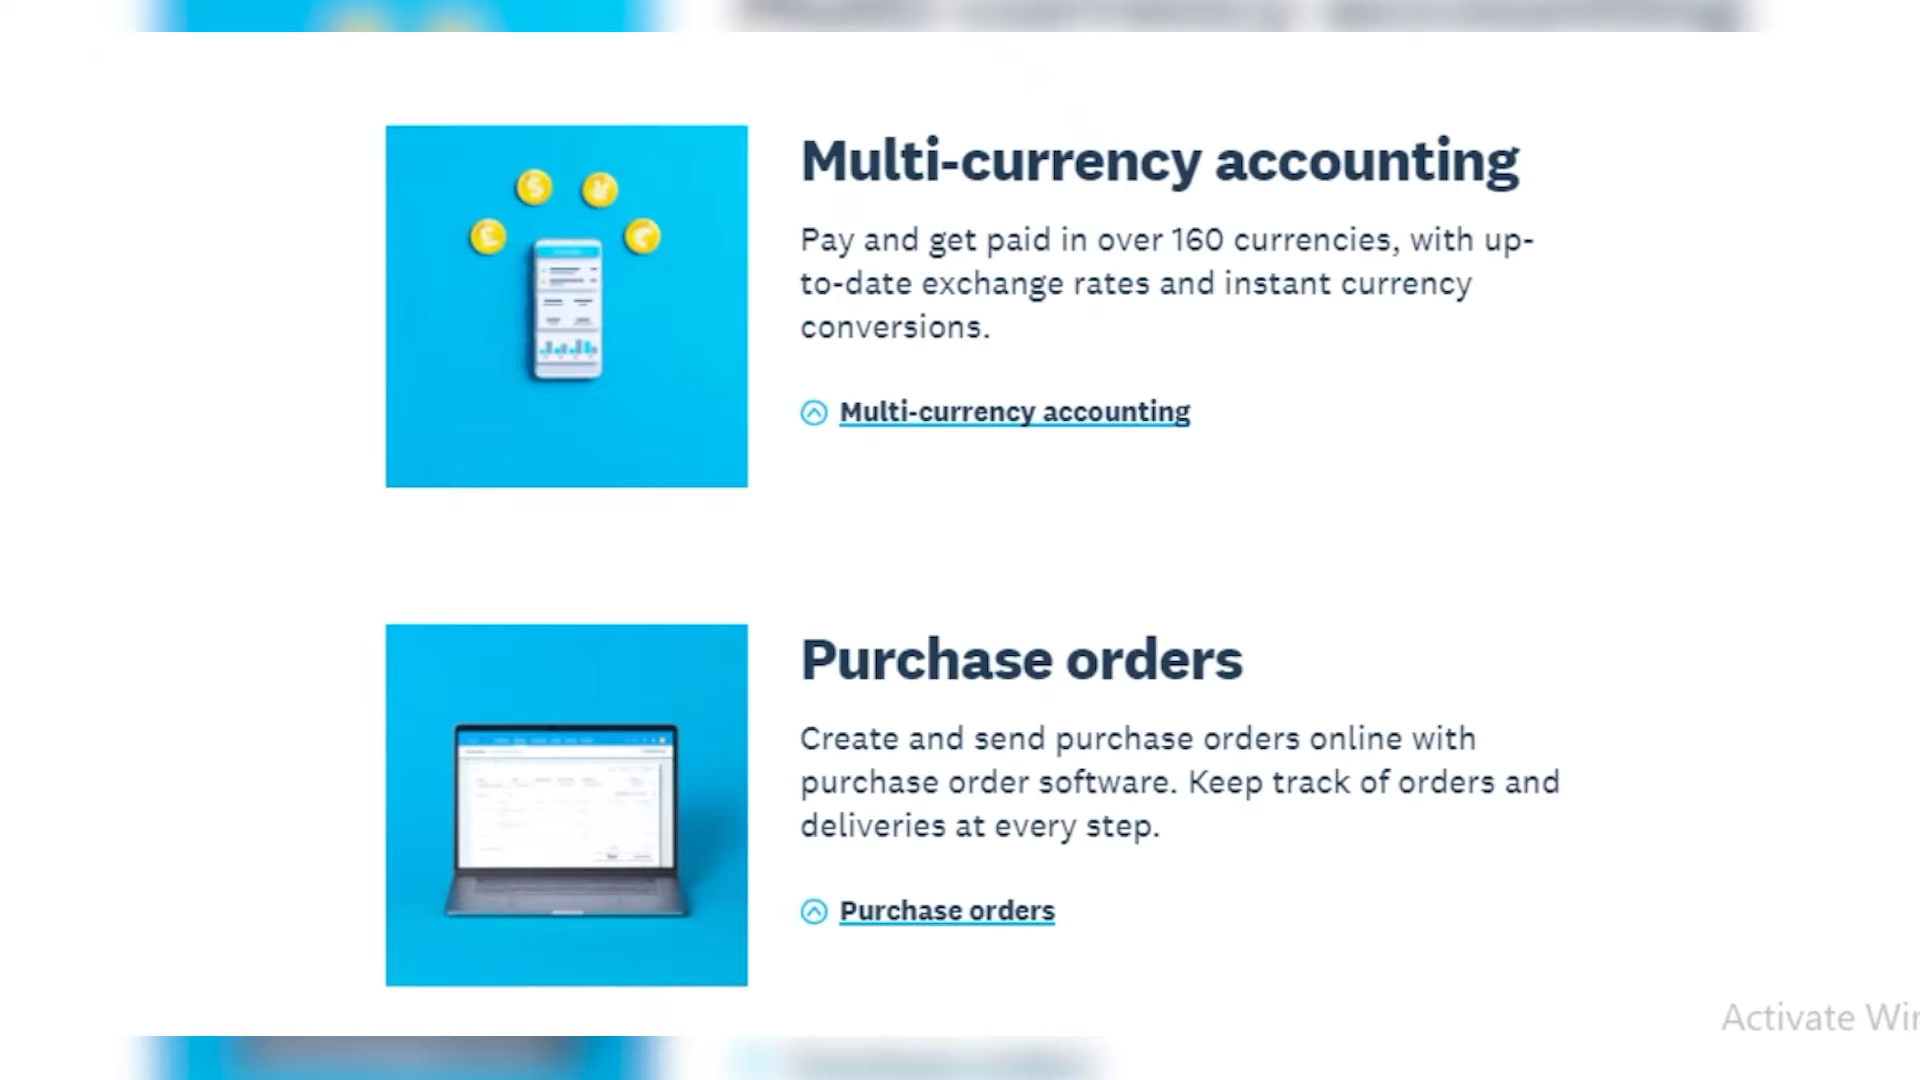 Multi-currency accounting
Pay and get paid in over 160 currencies, with up-
to-date exchange rates and instant currency
conversions.
Multi-currency accounting
Purchase orders
Create and send purchase orders online with
purchase order software. Keep track of orders and
deliveries at every step.
Purchase orders
Activate Win